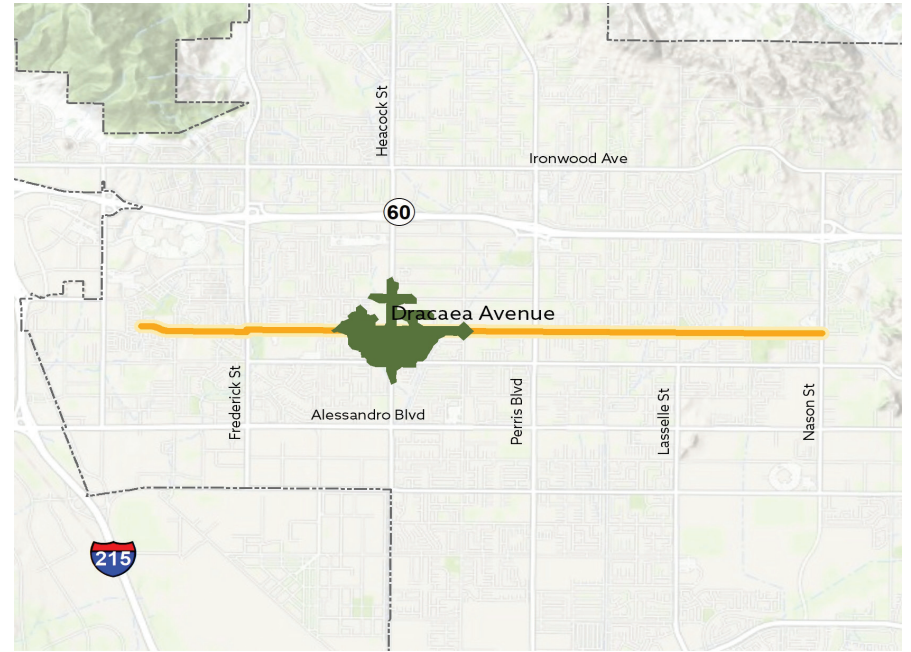 Heacock St
Ironwood Ave
60
Dracaea Avenue
Frederick St
Alessandro Blvd
Perris Blvd
Lasselle St
Nason St
215